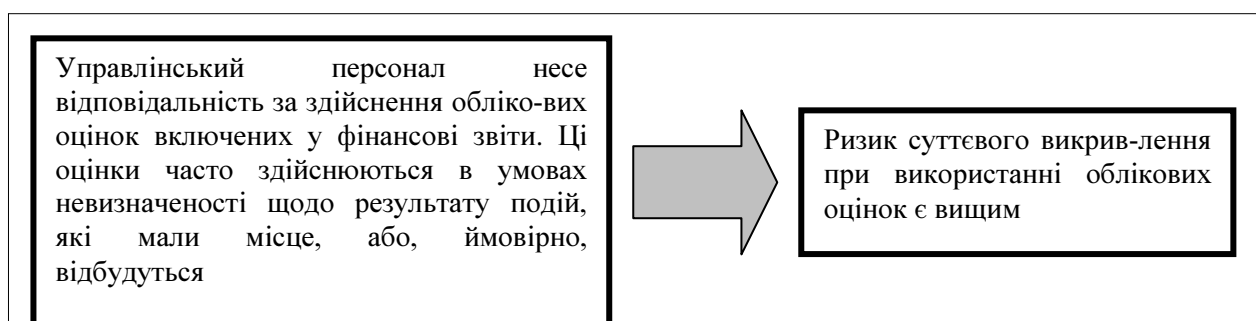 Управлінський персонал несе
відповідальність за здійснення обліко-вих
оцінок включених у фінансові звіти. Ці
оцінки часто здійснюються в умовах
невизначеності щодо результату подій,
які мали місце, або, ймовірно,
відбудуться
Ризик суттєвого викрив-лення
при використанні облікових
оцінок є вищим